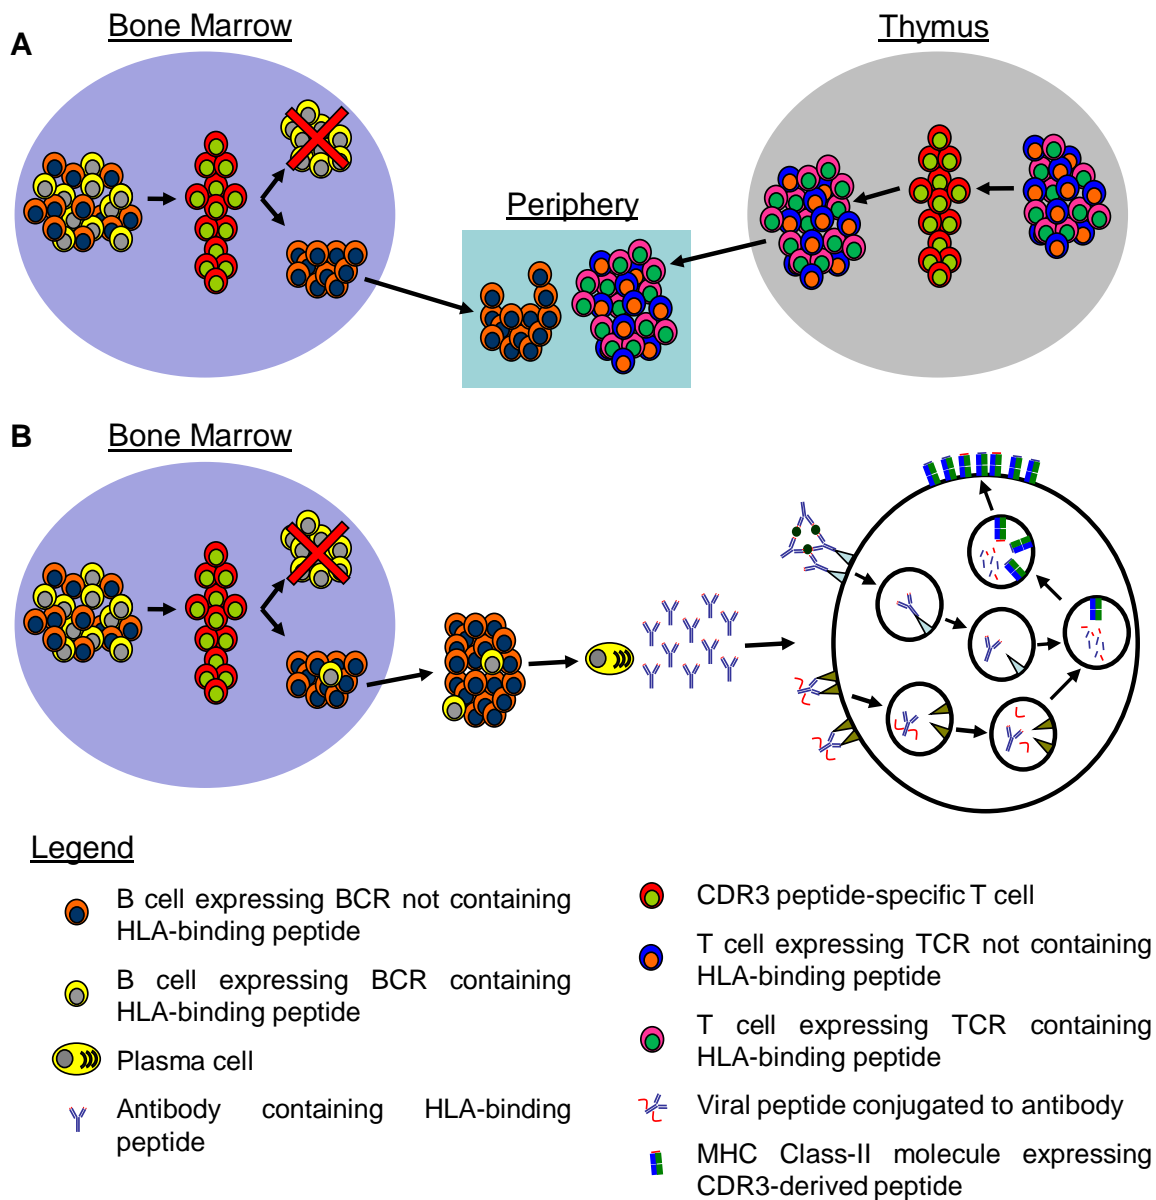 A
Bone Marrow
Thymus
Periphery
B
Bone Marrow
Legend
B cell expressing BCR not containing
HLA-binding peptide
B cell expressing BCR containing
HLA-binding peptide
Plasma cell
Antibody containing HLA-binding
peptide
CDR3 peptide-specific T cell
T cell expressing TCR not containing
HLA-binding peptide
T cell expressing TCR containing
HLA-binding peptide
Viral peptide conjugated to antibody
MHC Class-II molecule expressing
CDR3-derived peptide